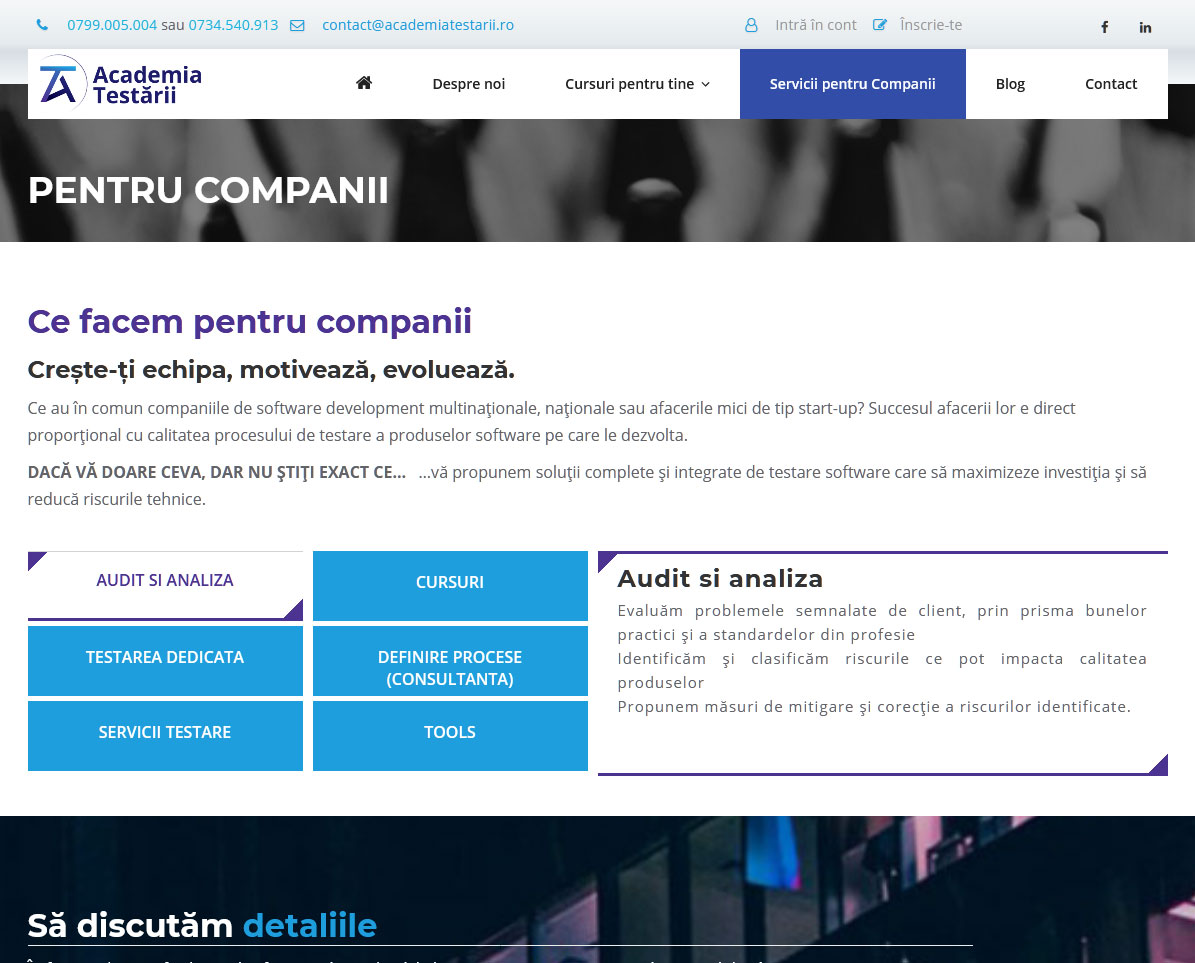 0799.005.004 sau 0734.540.913 contact@academiatestarii.ro Intră în cont Înscrie-te
Academia
Testării
Despre noi Cursuri pentru tine Servicii pentru Companii Blog Contact
PENTRU COMPANII
Ce facem pentru companii
Crește-ți echipa, motivează, evoluează.
Ce au în comun companiile de software development multinaţionale, naţionale sau afacerile mici de tip start-up? Succesul afacerii lor e direct
proporţional cu calitatea procesului de testare a produselor software pe care le dezvolta.
DACĂ VĂ DOARE CEVA, DAR NU ŞTIŢI EXACT CE... ...vă propunem soluţii complete şi integrate de testare software care să maximizeze investiţia şi să
reducă riscurile tehnice.
AUDIT SI ANALIZA
CURSURI
TESTAREA DEDICATA
DEFINIRE PROCESE
(CONSULTANTA)
SERVICII TESTARE
TOOLS
Audit si analiza
Evaluăm problemele semnalate de client, prin prisma bunelor
practici şi a standardelor din profesie
Identificăm şi clasificăm riscurile ce pot impacta calitatea
produselor
Propunem măsuri de mitigare şi corecţie a riscurilor identificate.
Să discutăm detaliile